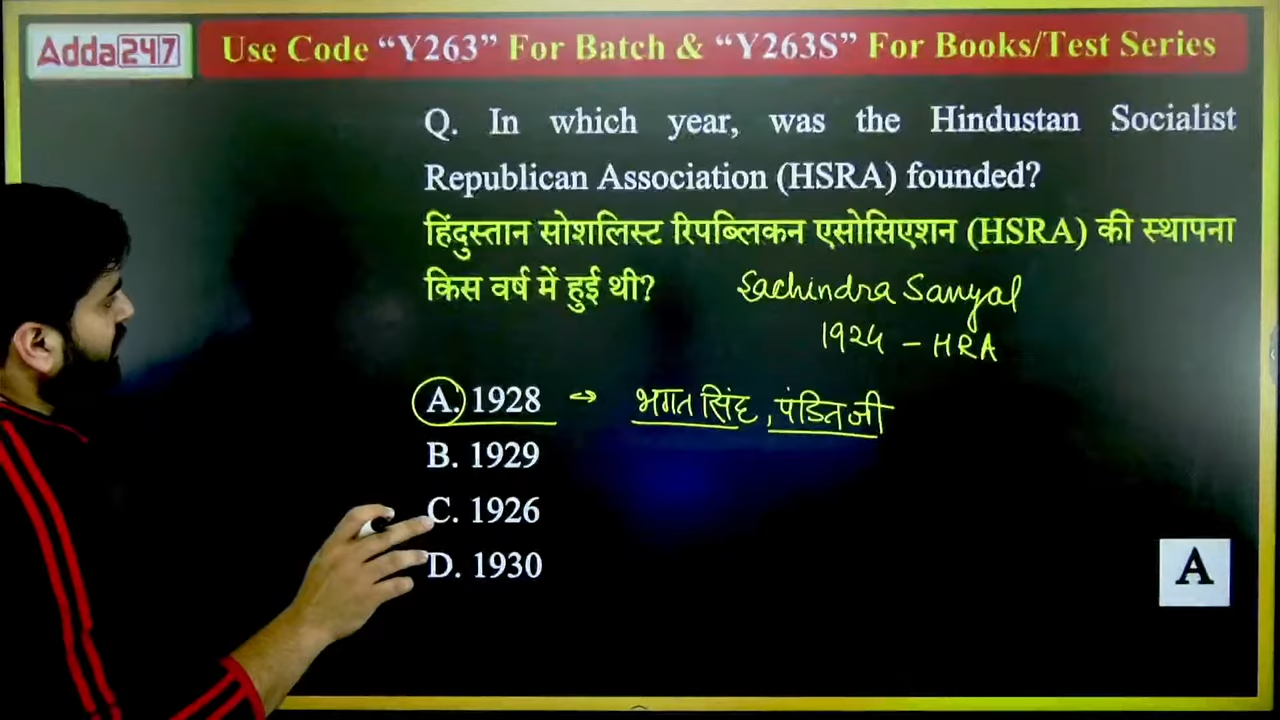 Adda247
Use Code “Y263” For Batch & “Y263S” For Books/Test Series
Q. In which year, was the Hindustan Socialist
Republican Association (HSRA) founded?
हिंदुस्तान सोशलिस्ट रिपब्लिकन एसोसिएशन (HSRA) की स्थापना
किस वर्ष में हुई थी?
Sachindra Sanyal
1924 – HRA
A. 1928 → भगत सिंह, पंडित जी
B. 1929
C. 1926
D. 1930
A